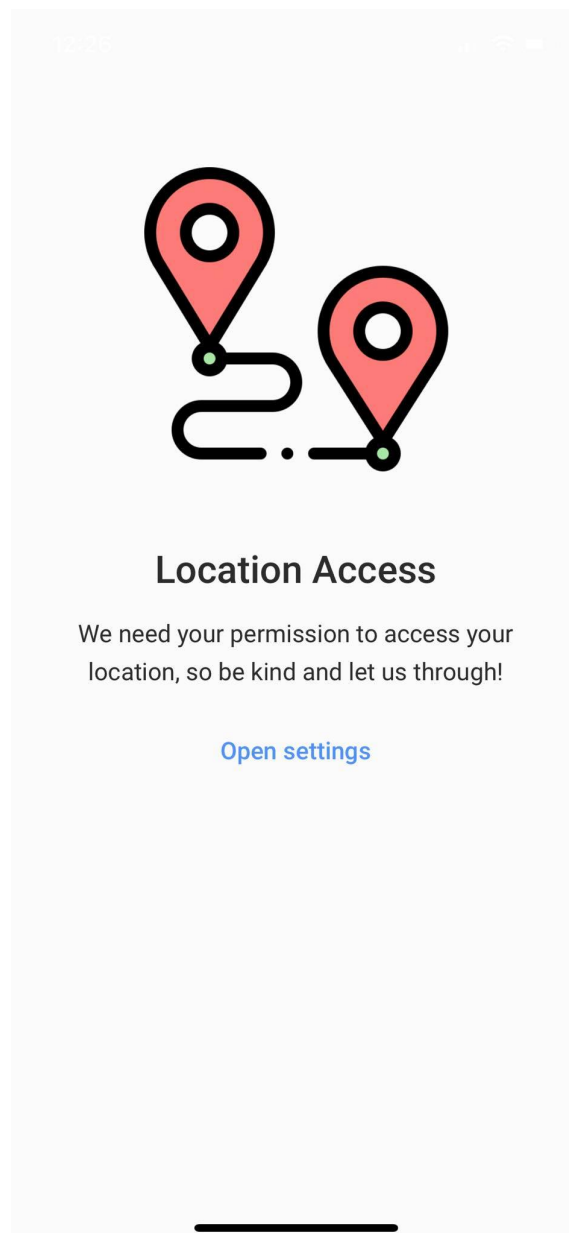 Location Access
We need your permission to access your
location, so be kind and let us through!
Open settings